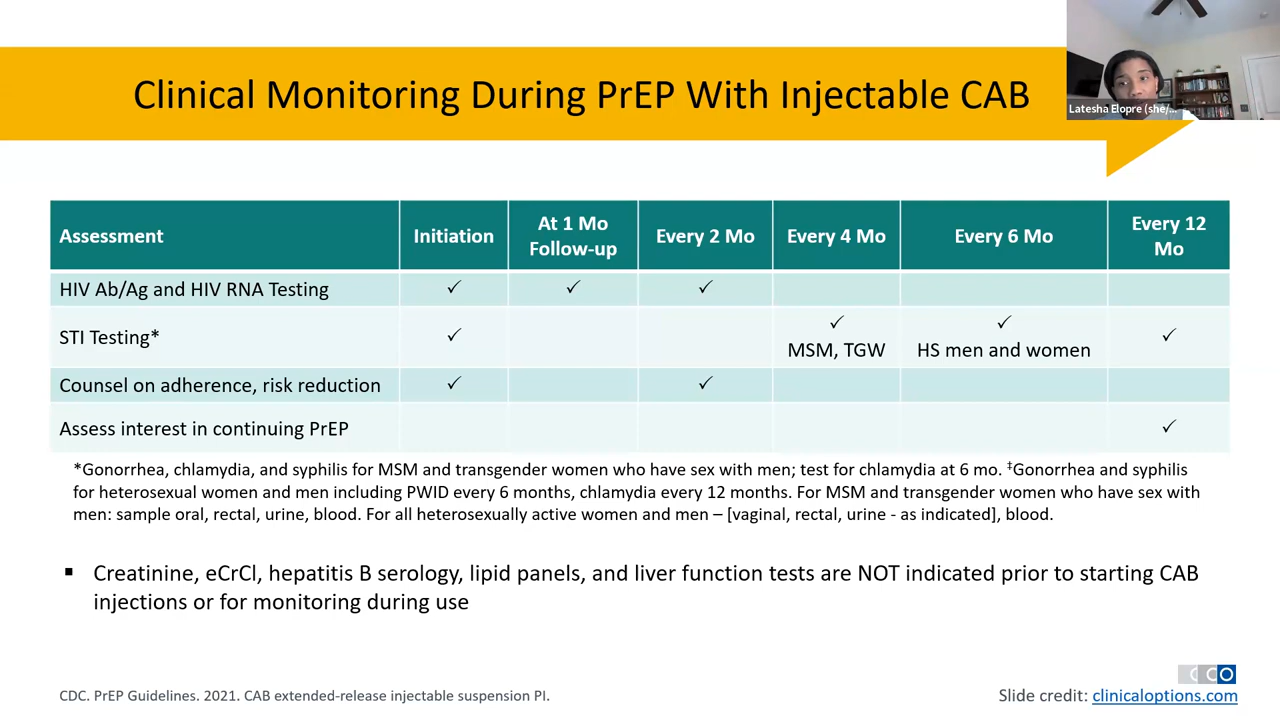 Clinical Monitoring During PrEP With Injectable CAB
Latesha Elopre (she/...
Assessment
Initiation
At 1 Mo
Follow-up
Every 2 Mo
Every 4 Mo
Every 6 Mo
Every 12
Mo
HIV Ab/Ag and HIV RNA Testing ✓ ✓ ✓
STI Testing* ✓ ✓ ✓ ✓
MSM, TGW
HS men and women
Counsel on adherence, risk reduction ✓ ✓
Assess interest in continuing PrEP ✓
*Gonorrhea, chlamydia, and syphilis for MSM and transgender women who have sex with men; test for chlamydia at 6 mo. ‡Gonorrhea and syphilis
for heterosexual women and men including PWID every 6 months, chlamydia every 12 months. For MSM and transgender women who have sex with
men: sample oral, rectal, urine, blood. For all heterosexually active women and men – [vaginal, rectal, urine - as indicated], blood.
▪ Creatinine, eCrCl, hepatitis B serology, lipid panels, and liver function tests are NOT indicated prior to starting CAB
injections or for monitoring during use
CCO
CDC. PrEP Guidelines. 2021. CAB extended-release injectable suspension PI.
Slide credit: clinicaloptions.com